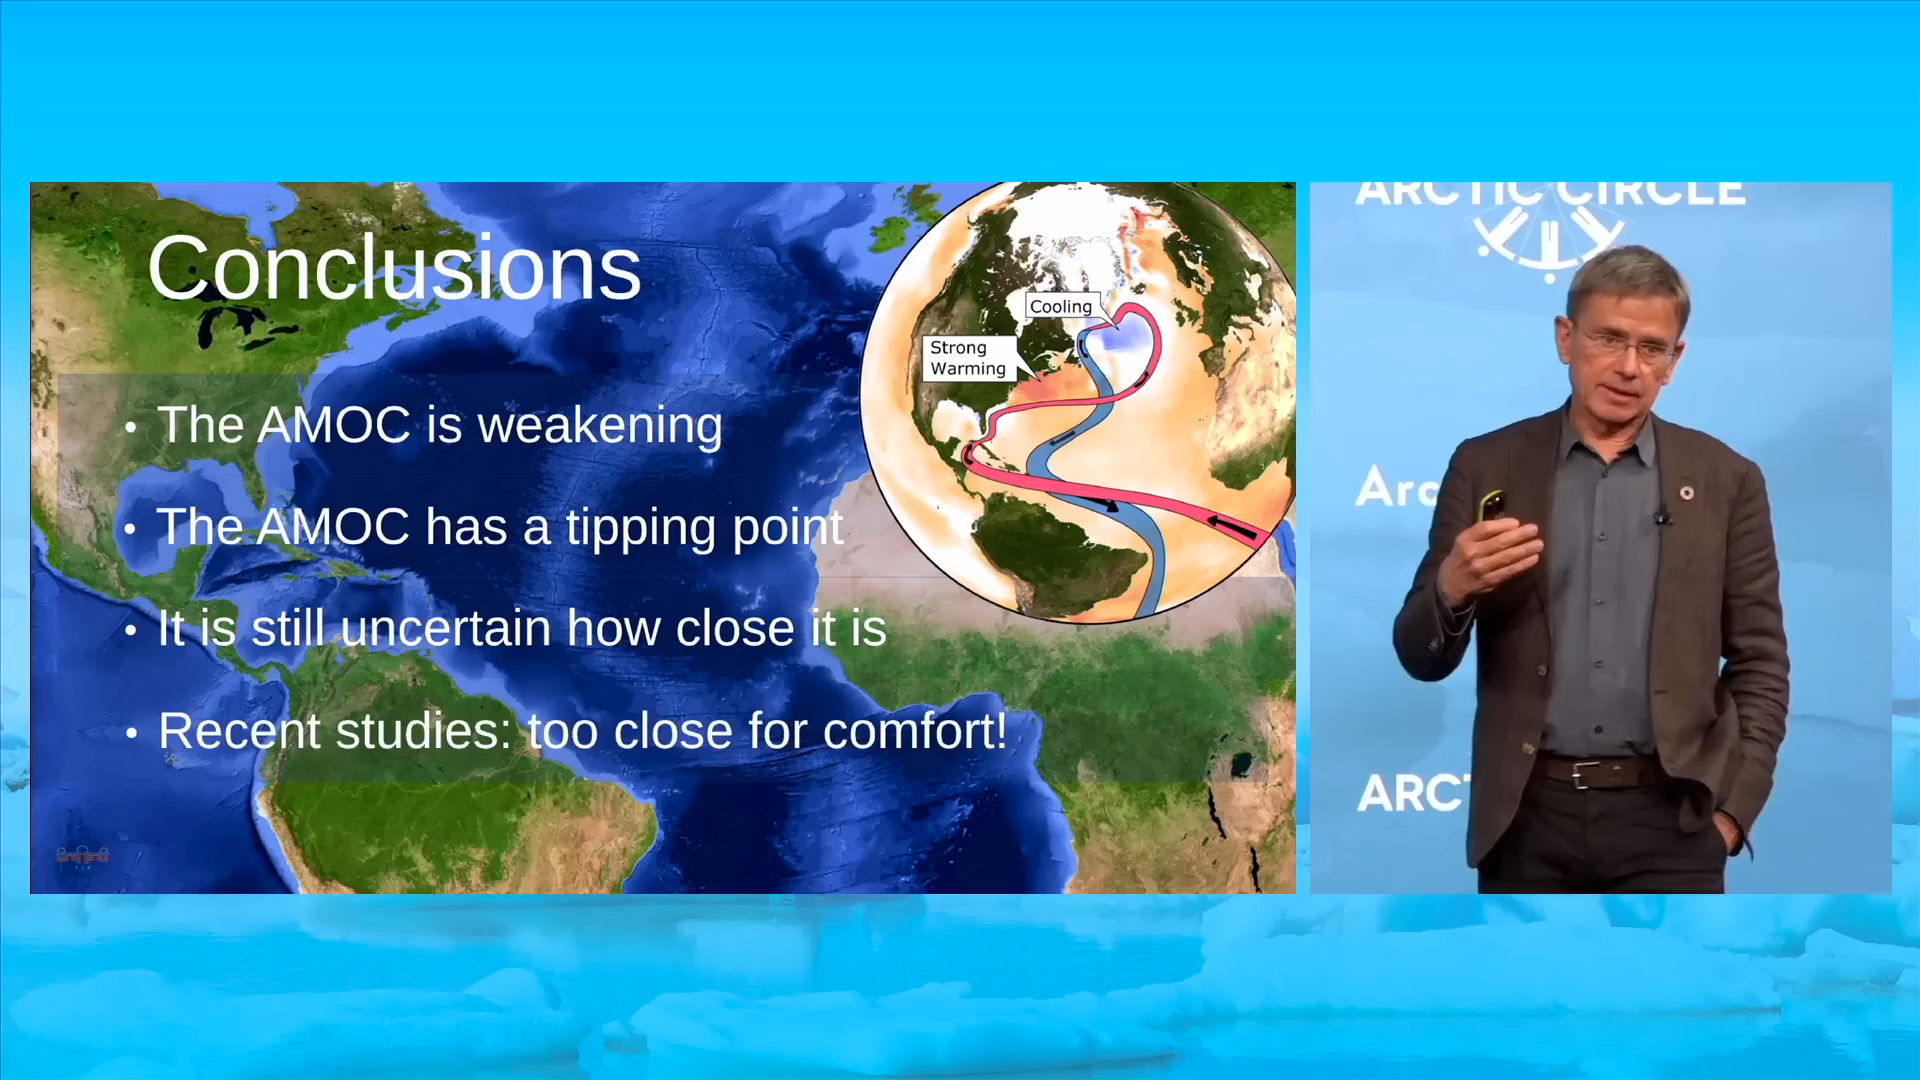 Conclusions
Cooling
Strong
Warming
• The AMOC is weakening
• The AMOC has a tipping point
• It is still uncertain how close it is
• Recent studies: too close for comfort!
ARCTIC CIRCLE
Arc
ARCT